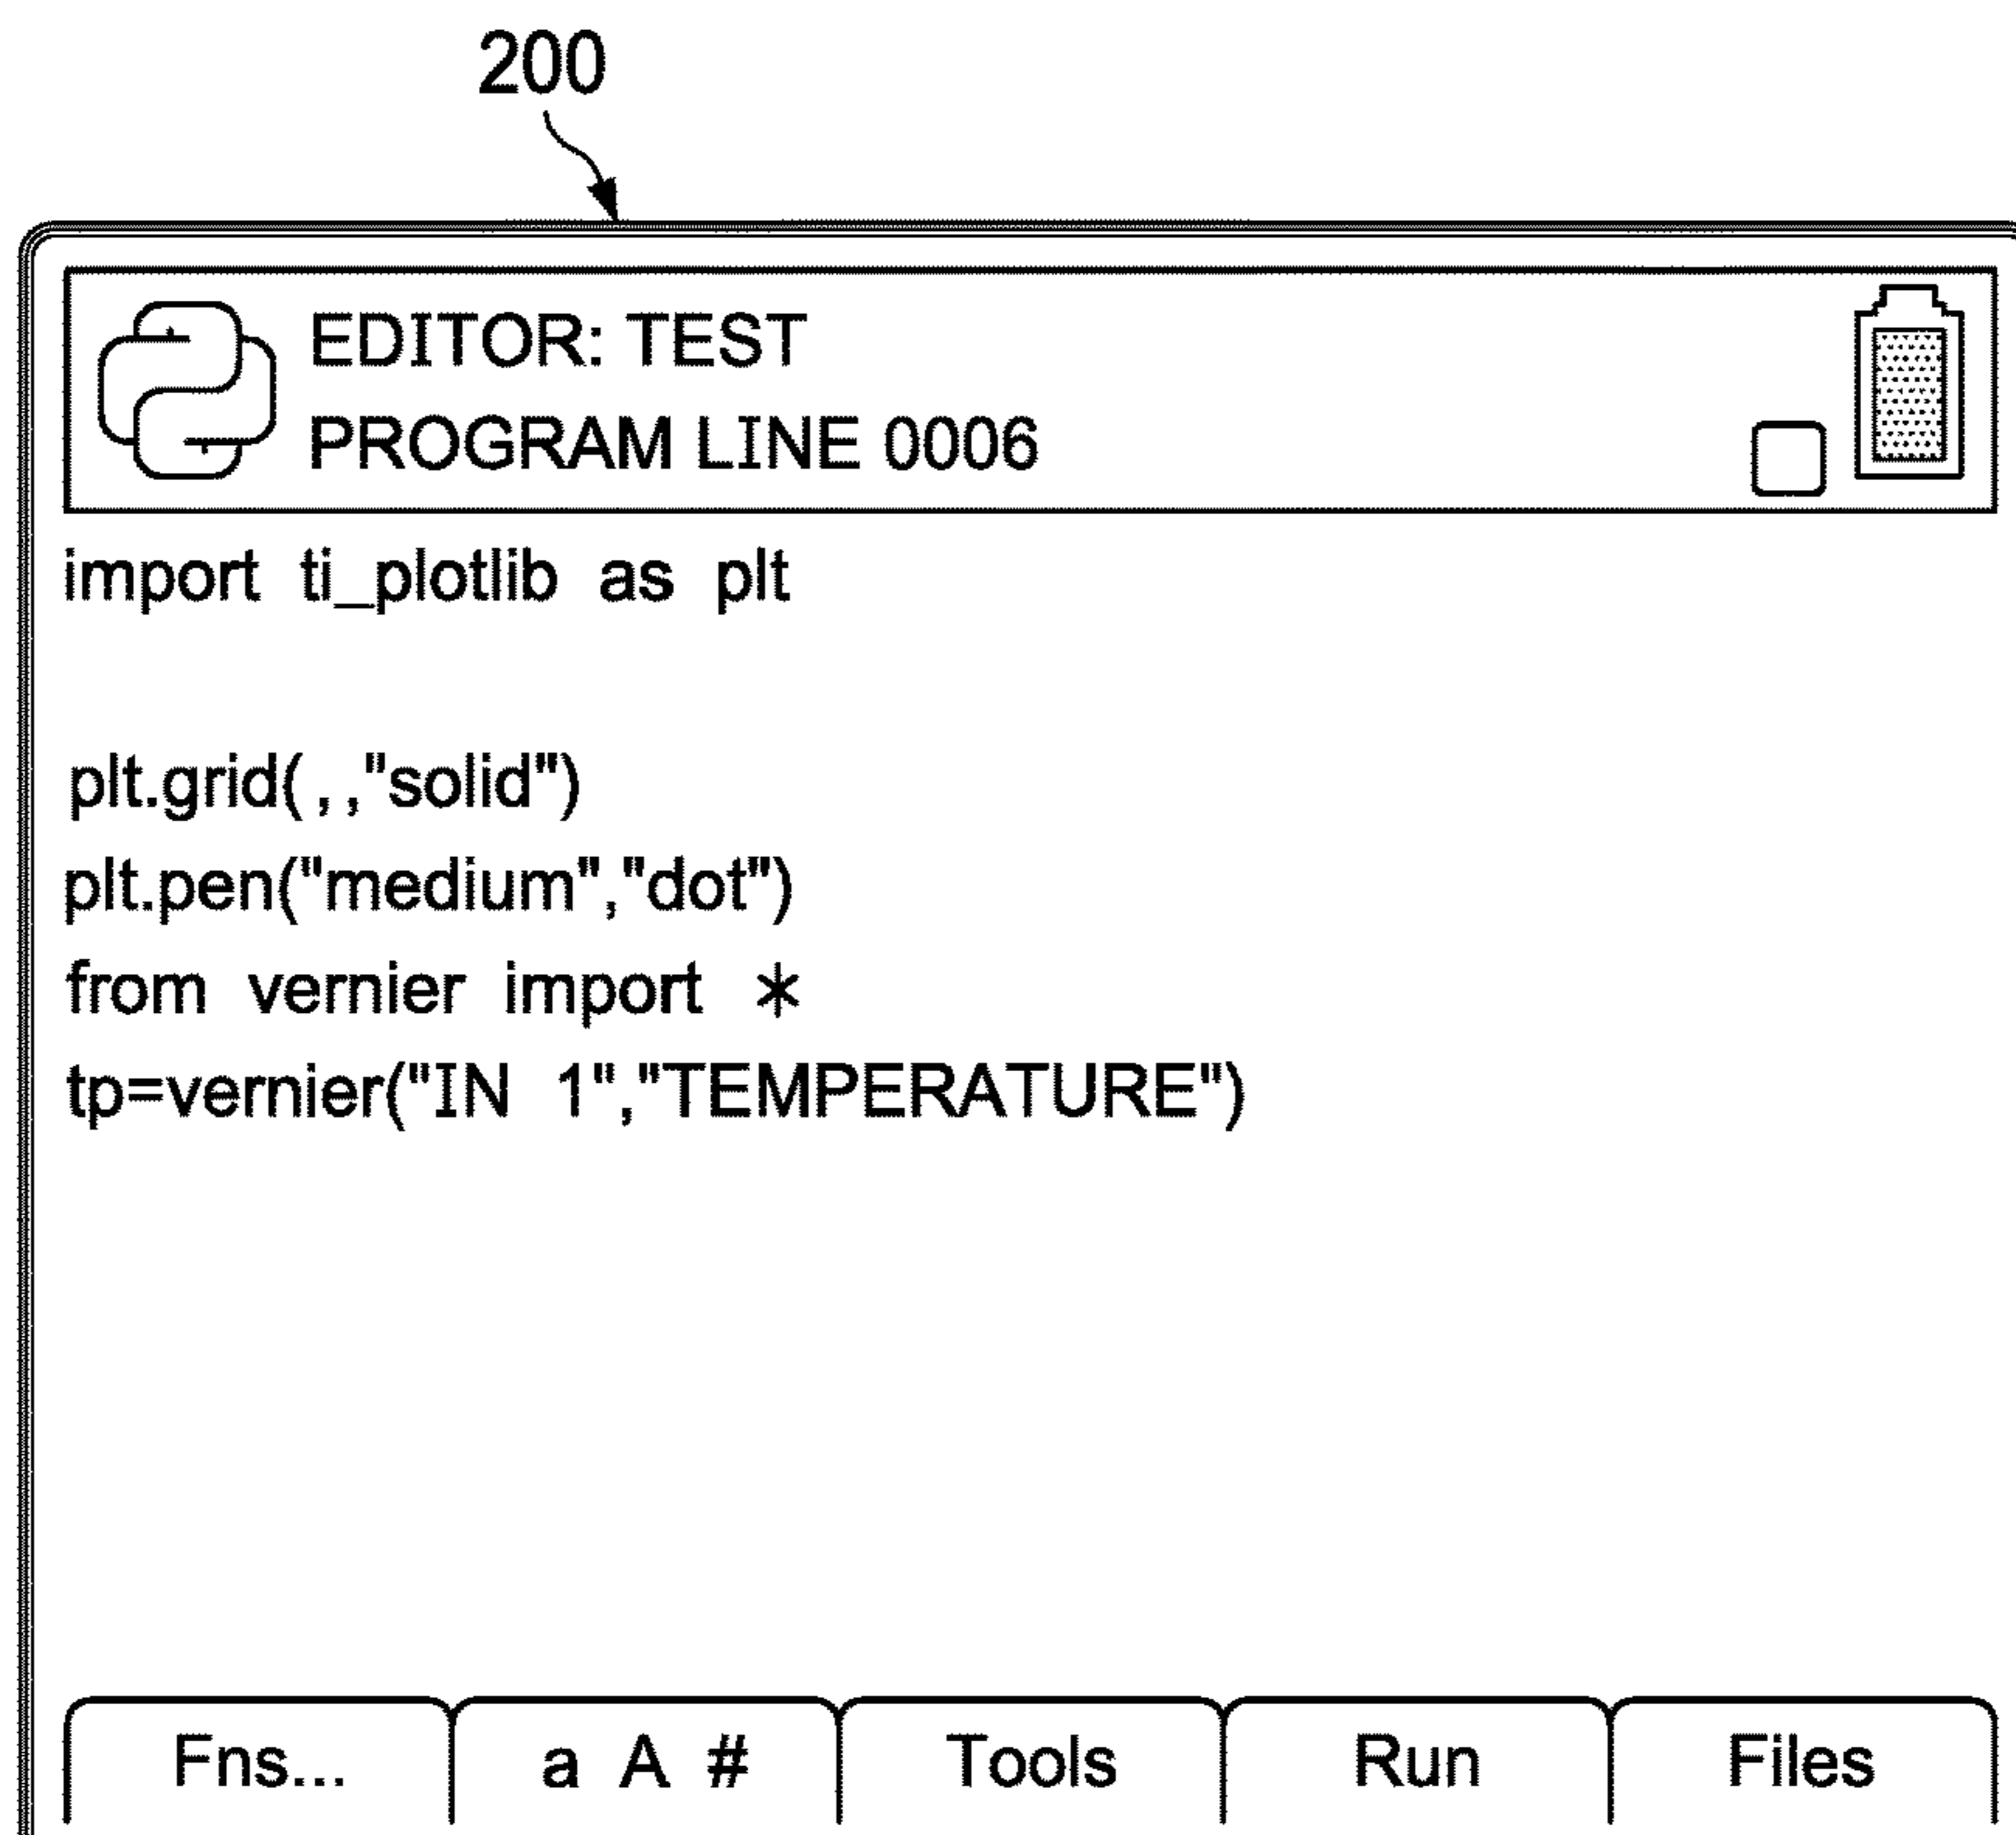 200
EDITOR: TEST
PROGRAM LINE 0006
import ti_plotlib as plt
plt.grid(,,"solid")
plt.pen("medium","dot")
from vernier import *
tp=vernier("IN 1","TEMPERATURE")
Fns... a A # Tools Run Files